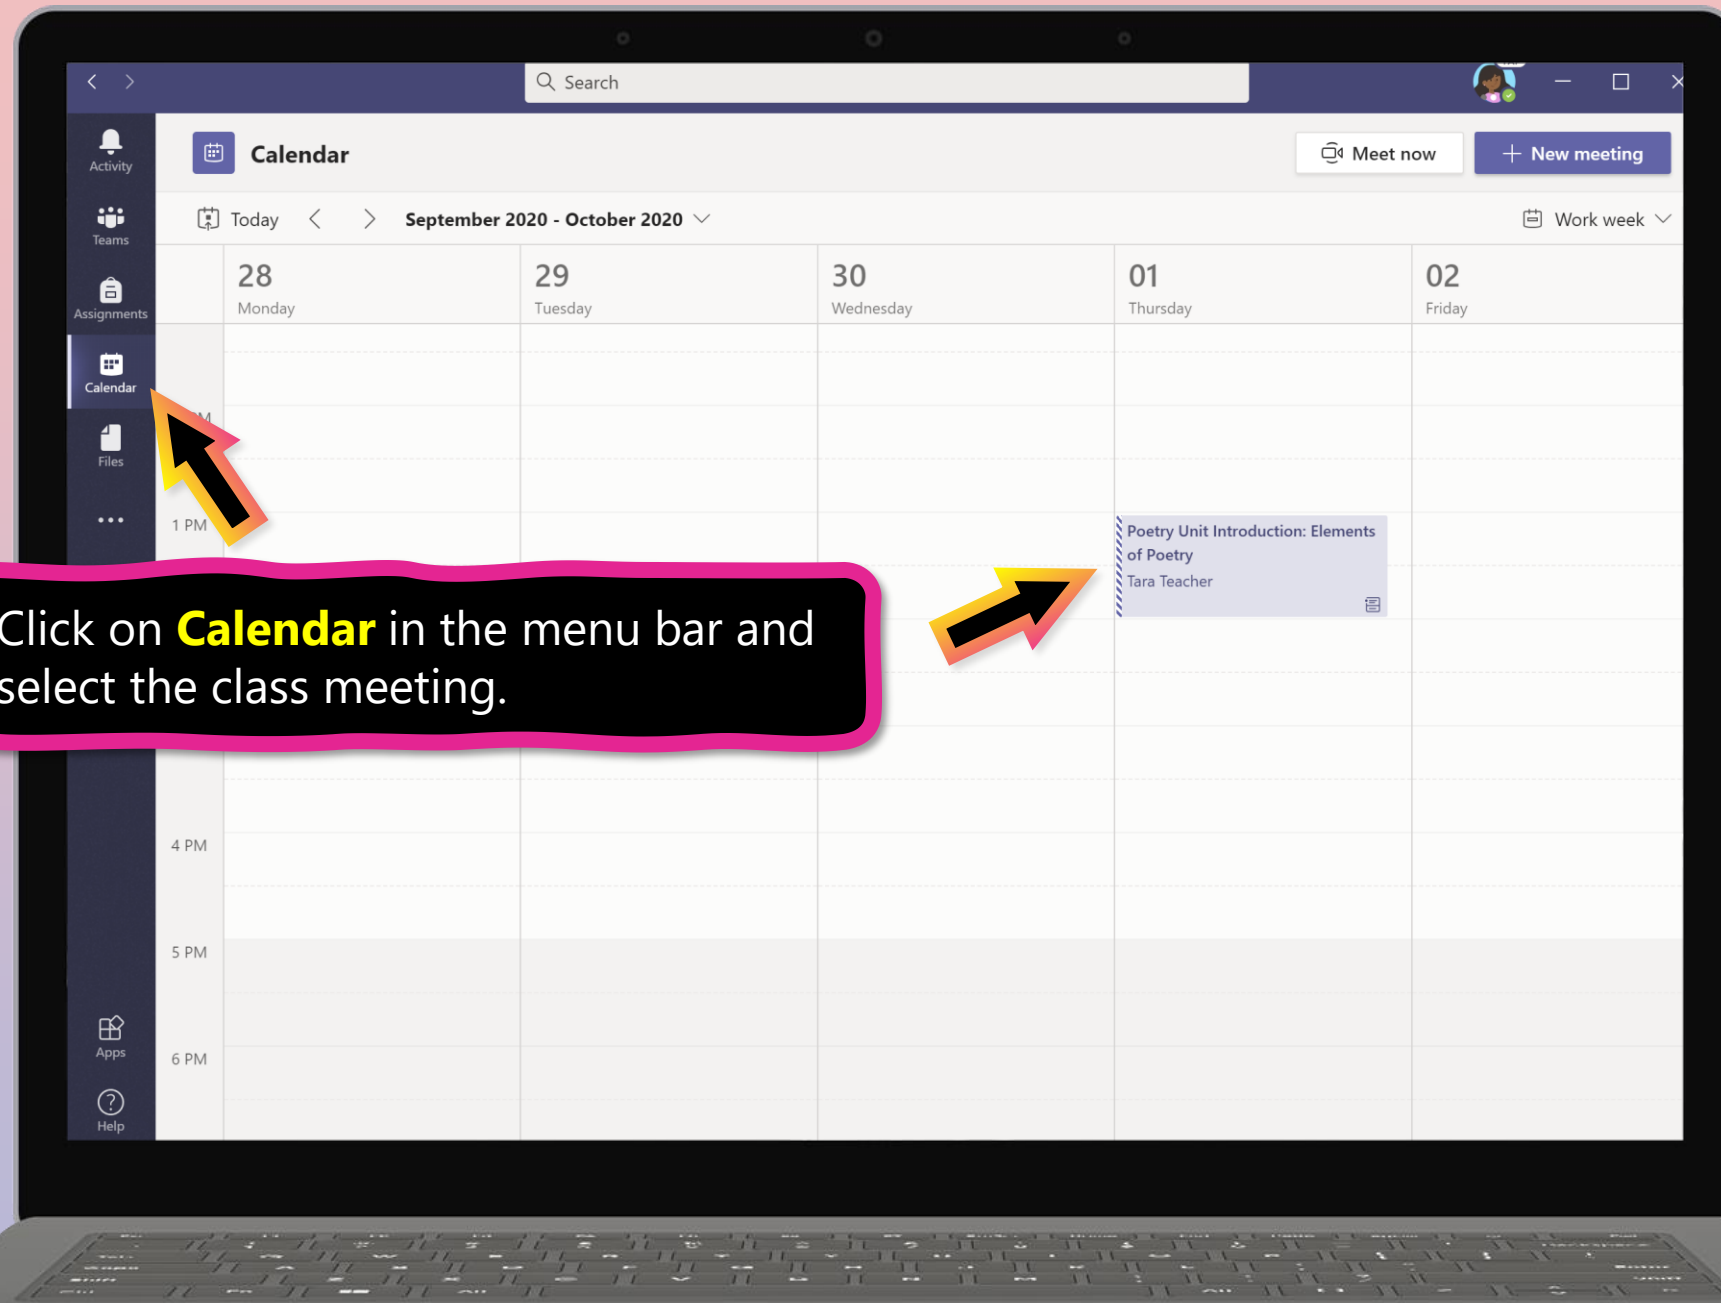 Search
Activity
Calendar
Meet now
New meeting
Teams
Today
September 2020 - October 2020
Work week
28
29
30
01
02
Monday
Tuesday
Wednesday
Thursday
Friday
Assignments
Calendar
Files
1 PM
Poetry Unit Introduction: Elements
of Poetry
Tara Teacher
Click on Calendar in the menu bar and
select the class meeting.
4 PM
5 PM
Apps
6 PM
Help